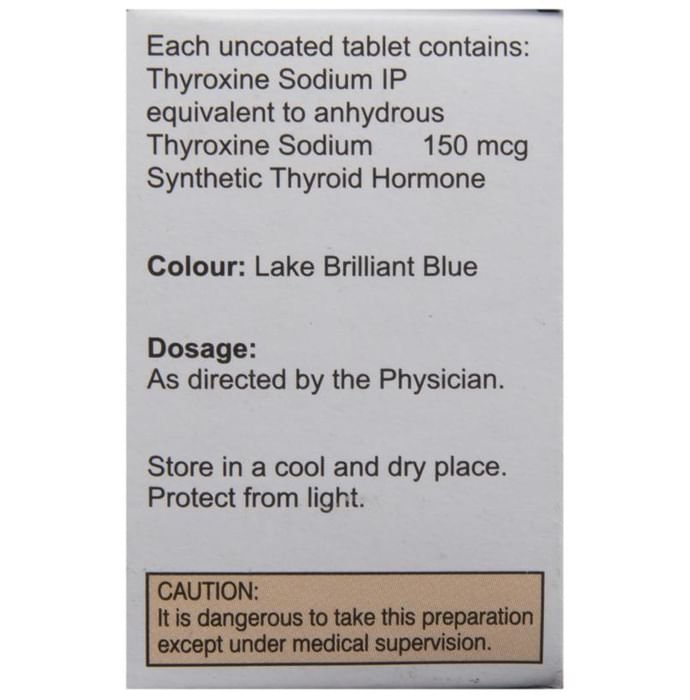 Each uncoated tablet contains:
Thyroxine Sodium IP
equivalent to anhydrous
Thyroxine Sodium 150 mcg
Synthetic Thyroid Hormone
Colour: Lake Brilliant Blue
Dosage:
As directed by the Physician.
Store in a cool and dry place.
Protect from light.
CAUTION:
It is dangerous to take this preparation
except under medical supervision.